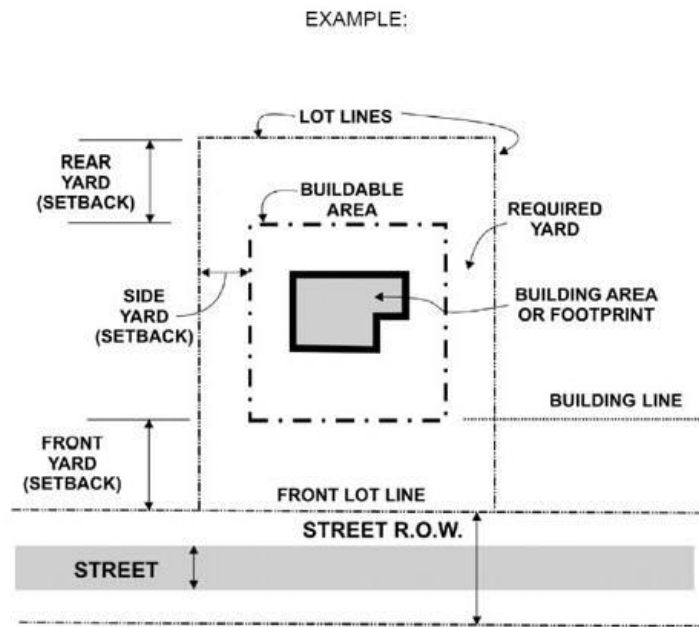 EXAMPLE:
LOT LINES
REAR
YARD
(SETBACK)
BUILDABLE
AREA
REQUIRED
YARD
SIDE
YARD
(SETBACK)
BUILDING AREA
OR FOOTPRINT
BUILDING LINE
FRONT
YARD
(SETBACK)
FRONT LOT LINE
STREET R.O.W.
STREET